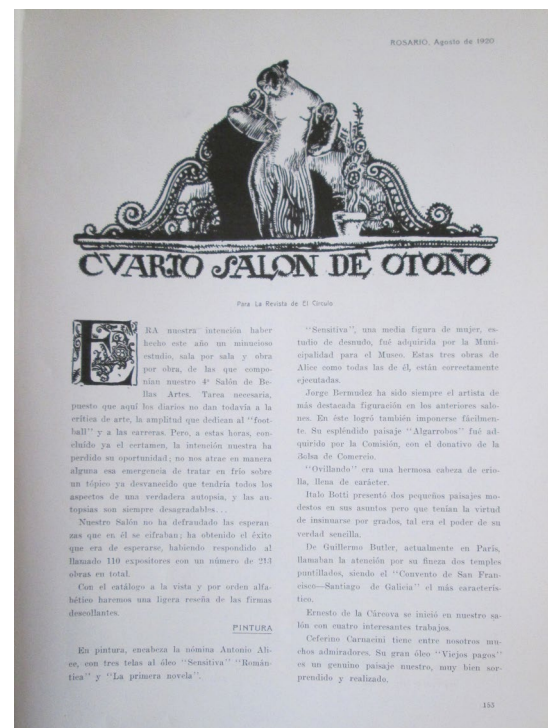 ROSARIO, Agosto de 1920
CVARTO SALON DE OTOÑO
Para La Revista de El Círculo
ERA nuestra intención haber
hecho este año un minucioso
estudio, sala por sala y obra
por obra, de las que compo-
nían nuestro 4º Salón de Be-
llas Artes. Tarea necesaria,
puesto que aquí los diarios no dan todavía a la
crítica de arte, la amplitud que dedican al "foot-
ball" y a las carreras. Pero, a estas horas, con-
cluído ya el certamen, la intención nuestra ha
perdido su oportunidad; no nos atrae en manera
alguna esa emergencia de tratar en frío sobre
un tópico ya desvanecido que tendría todos los
aspectos de una verdadera autopsia, y las au-
topsias son siempre desagradables...
Nuestro Salón no ha defraudado las esperan
zas que en él se cifraban; ha obtenido el éxito
que era de esperarse, habiendo respondido al
llamado 110 expositores con un número de 213
obras en total.
Con el catálogo a la vista y por orden alfa-
bético haremos una ligera reseña de las firmas
descollantes.
PINTURA
En pintura, encabeza la nómina Antonio Ali-
ce, con tres telas al óleo "Sensitiva" "Román-
tica" y "La primera novela".
"Sensitiva", una media figura de mujer, es-
tudio de desnudo, fué adquirida por la Muni-
cipalidad para el Museo. Estas tres obras de
Alice como todas las de él, están correctamente
ejecutadas.
Jorge Bermudez ha sido siempre el artista de
más destacada figuración en los anteriores salo-
nes. En éste logró también imponerse fácilmen-
te. Su espléndido paisaje "Algarrobos" fué ad-
quirido por la Comisión, con el donativo de la
Bolsa de Comercio.
"Ovillando" era una hermosa cabeza de crio-
lla, llena de carácter.
Italo Botti presentó dos pequeños paisajes mo-
destos en sus asuntos pero que tenían la virtud
de insinuarse por grados, tal era el poder de su
verdad sencilla.
De Guillermo Butler, actualmente en París,
llamaban la atención por su fineza dos temples
puntillados, siendo el "Convento de San Fran-
cisco—Santiago de Galicia" el más caracterís-
tico.
Ernesto de la Cárcova se inició en nuestro sa-
lón con cuatro interesantes trabajos.
Ceferino Carnacini tiene entre nosotros mu-
chos admiradores. Su gran óleo "Viejos pagos"
es un genuino paisaje nuestro, muy bien sor-
prendido y realizado.
155